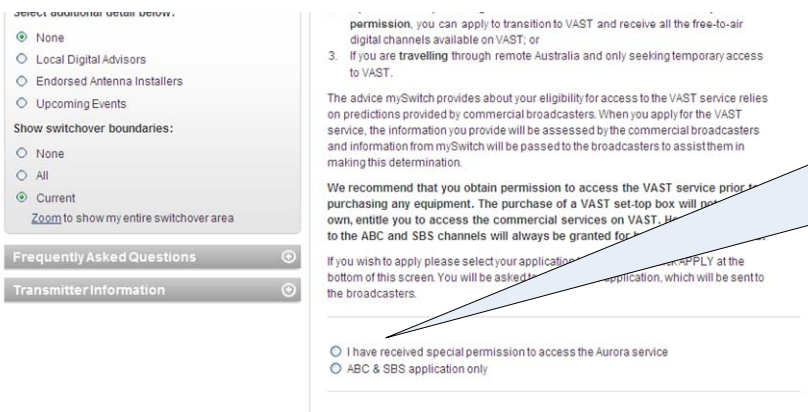 Select additional detail below:
None
Local Digital Advisors
Endorsed Antenna Installers
Upcoming Events
Show switchover boundaries:
None
All
Current
Zoom to show my entire switchover area
Frequently Asked Questions
Transmitter Information
permission, you can apply to transition to VAST and receive all the free-to-air
digital channels available on VAST; or
3. If you are travelling through remote Australia and only seeking temporary access
to VAST.
The advice mySwitch provides about your eligibility for access to the VAST service relies
on predictions provided by commercial broadcasters. When you apply for the VAST
service, the information you provide will be assessed by the commercial broadcasters
and information from mySwitch will be passed to the broadcasters to assist them in
making this determination.
We recommend that you obtain permission to access the VAST service prior to
purchasing any equipment. The purchase of a VAST set-top box will not
own, entitle you to access the commercial services on VAST.
to the ABC and SBS channels will always be granted for
If you wish to apply please select your application APPLY at the
bottom of this screen. You will be asked to application, which will be sent to
the broadcasters.
I have received special permission to access the Aurora service
ABC & SBS application only